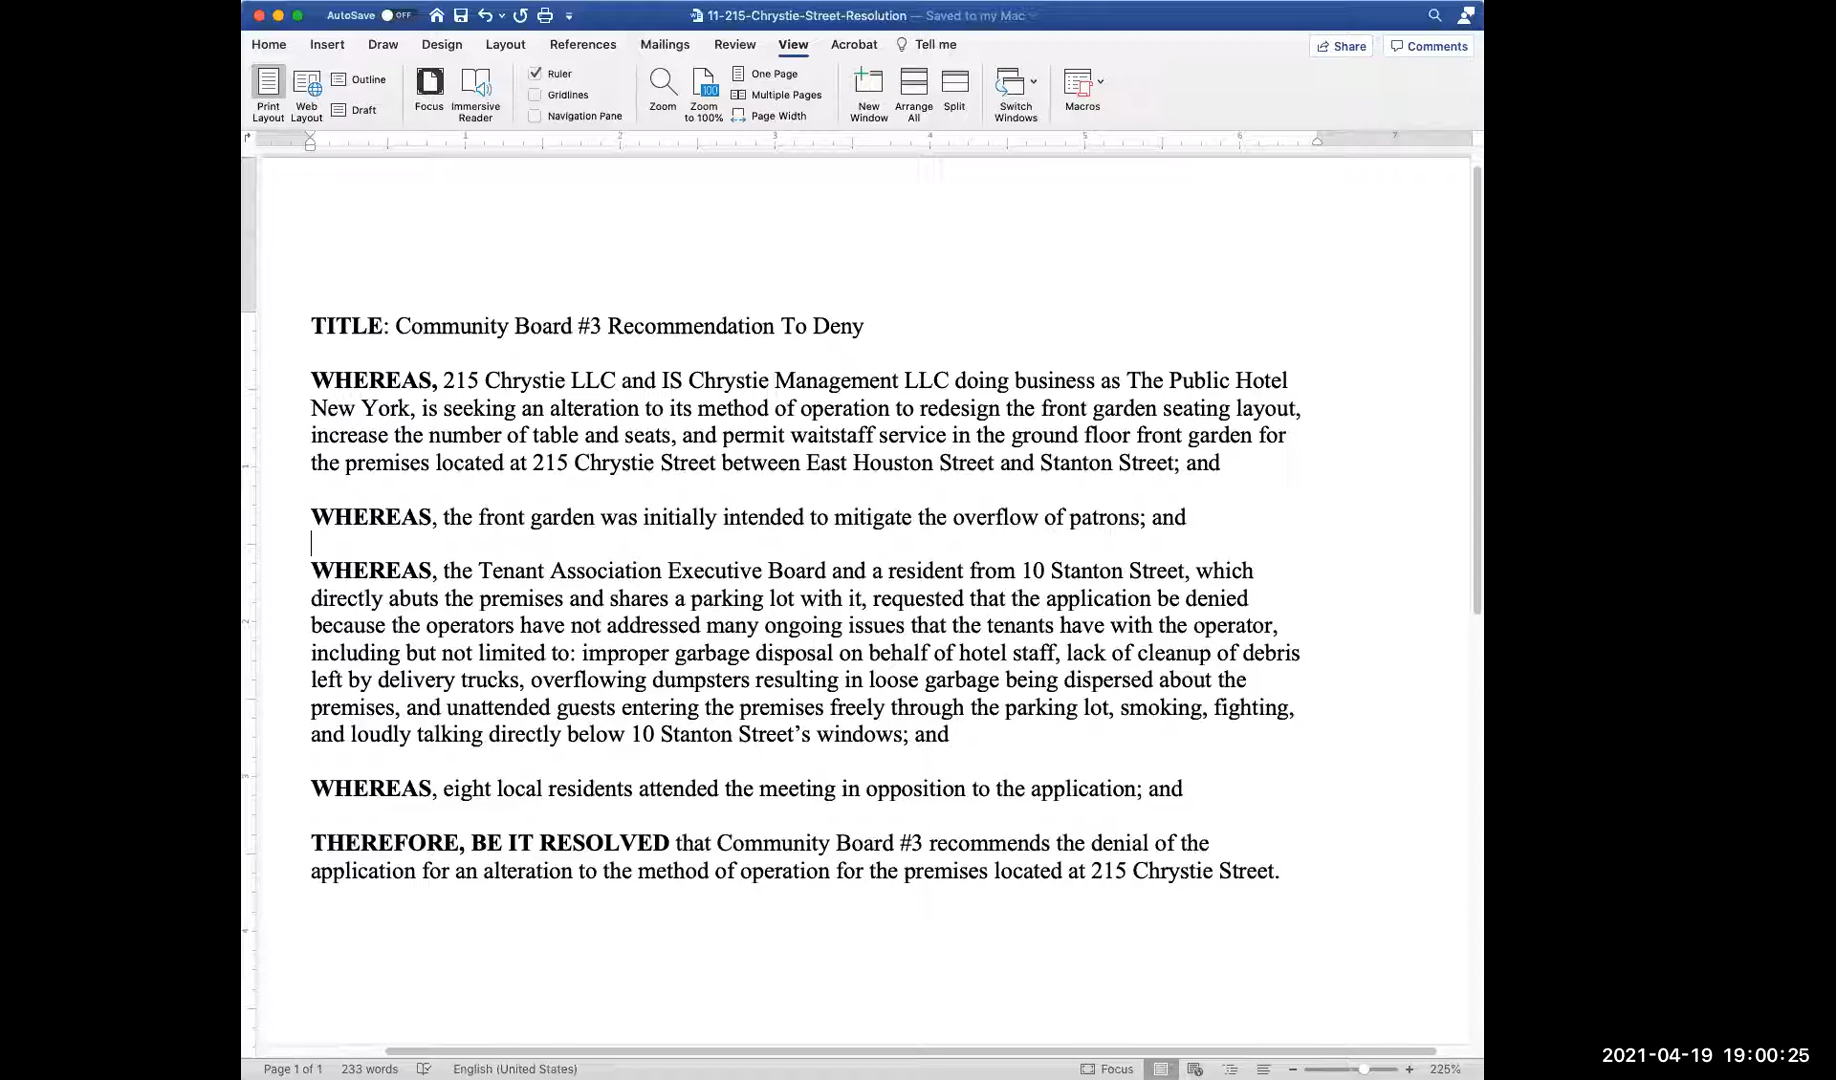 AutoSave OFF
11-215-Chrystie-Street-Resolution — Saved to my Mac
Home Insert Draw Design Layout References Mailings Review View Acrobat Tell me Share Comments
Print Layout
Web Layout
Outline
Draft
Focus
Immersive Reader
Ruler
Gridlines
Navigation Pane
Zoom
Zoom to 100%
100
One Page
Multiple Pages
Page Width
New Window
Arrange All
Split
Switch Windows
Macros
1 2 3 4 5 6 7
TITLE: Community Board #3 Recommendation To Deny
WHEREAS, 215 Chrystie LLC and IS Chrystie Management LLC doing business as The Public Hotel
New York, is seeking an alteration to its method of operation to redesign the front garden seating layout,
increase the number of table and seats, and permit waitstaff service in the ground floor front garden for
the premises located at 215 Chrystie Street between East Houston Street and Stanton Street; and
WHEREAS, the front garden was initially intended to mitigate the overflow of patrons; and
WHEREAS, the Tenant Association Executive Board and a resident from 10 Stanton Street, which
directly abuts the premises and shares a parking lot with it, requested that the application be denied
because the operators have not addressed many ongoing issues that the tenants have with the operator,
including but not limited to: improper garbage disposal on behalf of hotel staff, lack of cleanup of debris
left by delivery trucks, overflowing dumpsters resulting in loose garbage being dispersed about the
premises, and unattended guests entering the premises freely through the parking lot, smoking, fighting,
and loudly talking directly below 10 Stanton Street’s windows; and
WHEREAS, eight local residents attended the meeting in opposition to the application; and
THEREFORE, BE IT RESOLVED that Community Board #3 recommends the denial of the
application for an alteration to the method of operation for the premises located at 215 Chrystie Street.
Page 1 of 1 233 words English (United States) Focus 225%
2021-04-19 19:00:25